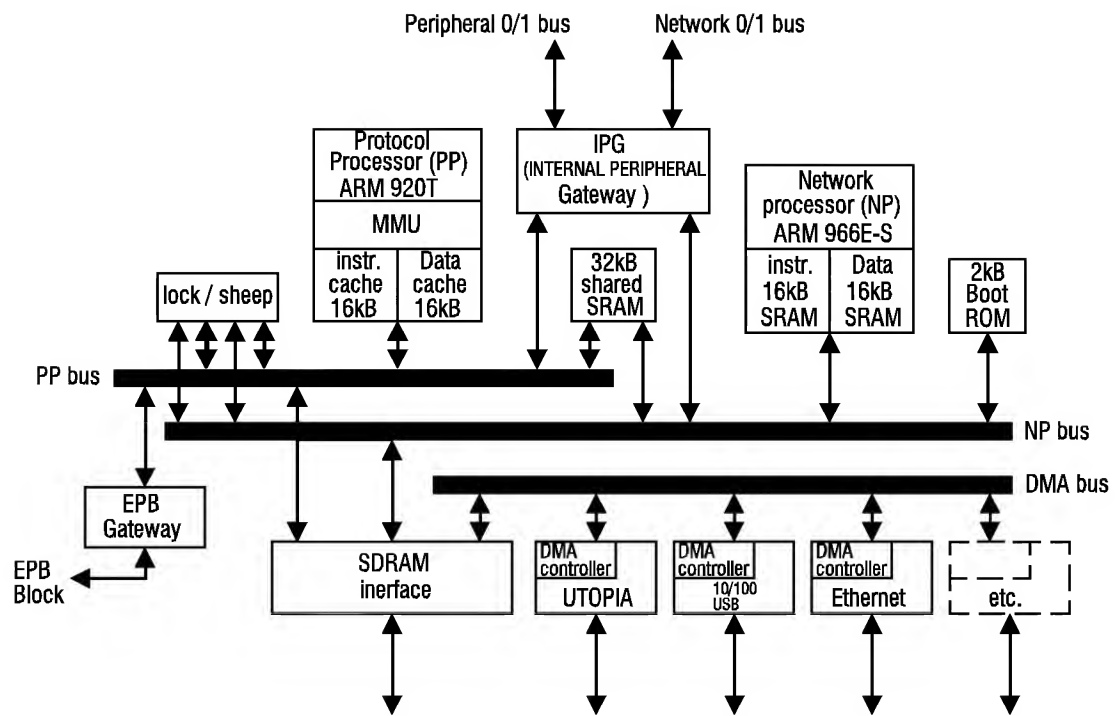 Peripheral 0/1 bus
Network 0/1 bus
Protocol
Processor (PP)
ARM 920T
MMU
instr.
cache
16kB
Data
cache
16kB
IPG
(INTERNAL PERIPHERAL
Gateway )
Network
processor (NP)
ARM 966E-S
instr.
16kB
SRAM
Data
16kB
SRAM
lock / sheep
32kB
shared
SRAM
2kB
Boot
ROM
PP bus
NP bus
DMA bus
EPB
Gateway
EPB
Block
SDRAM
inerface
DMA
controller
UTOPIA
DMA
controller
10/100
USB
DMA
controller
Ethernet
etc.